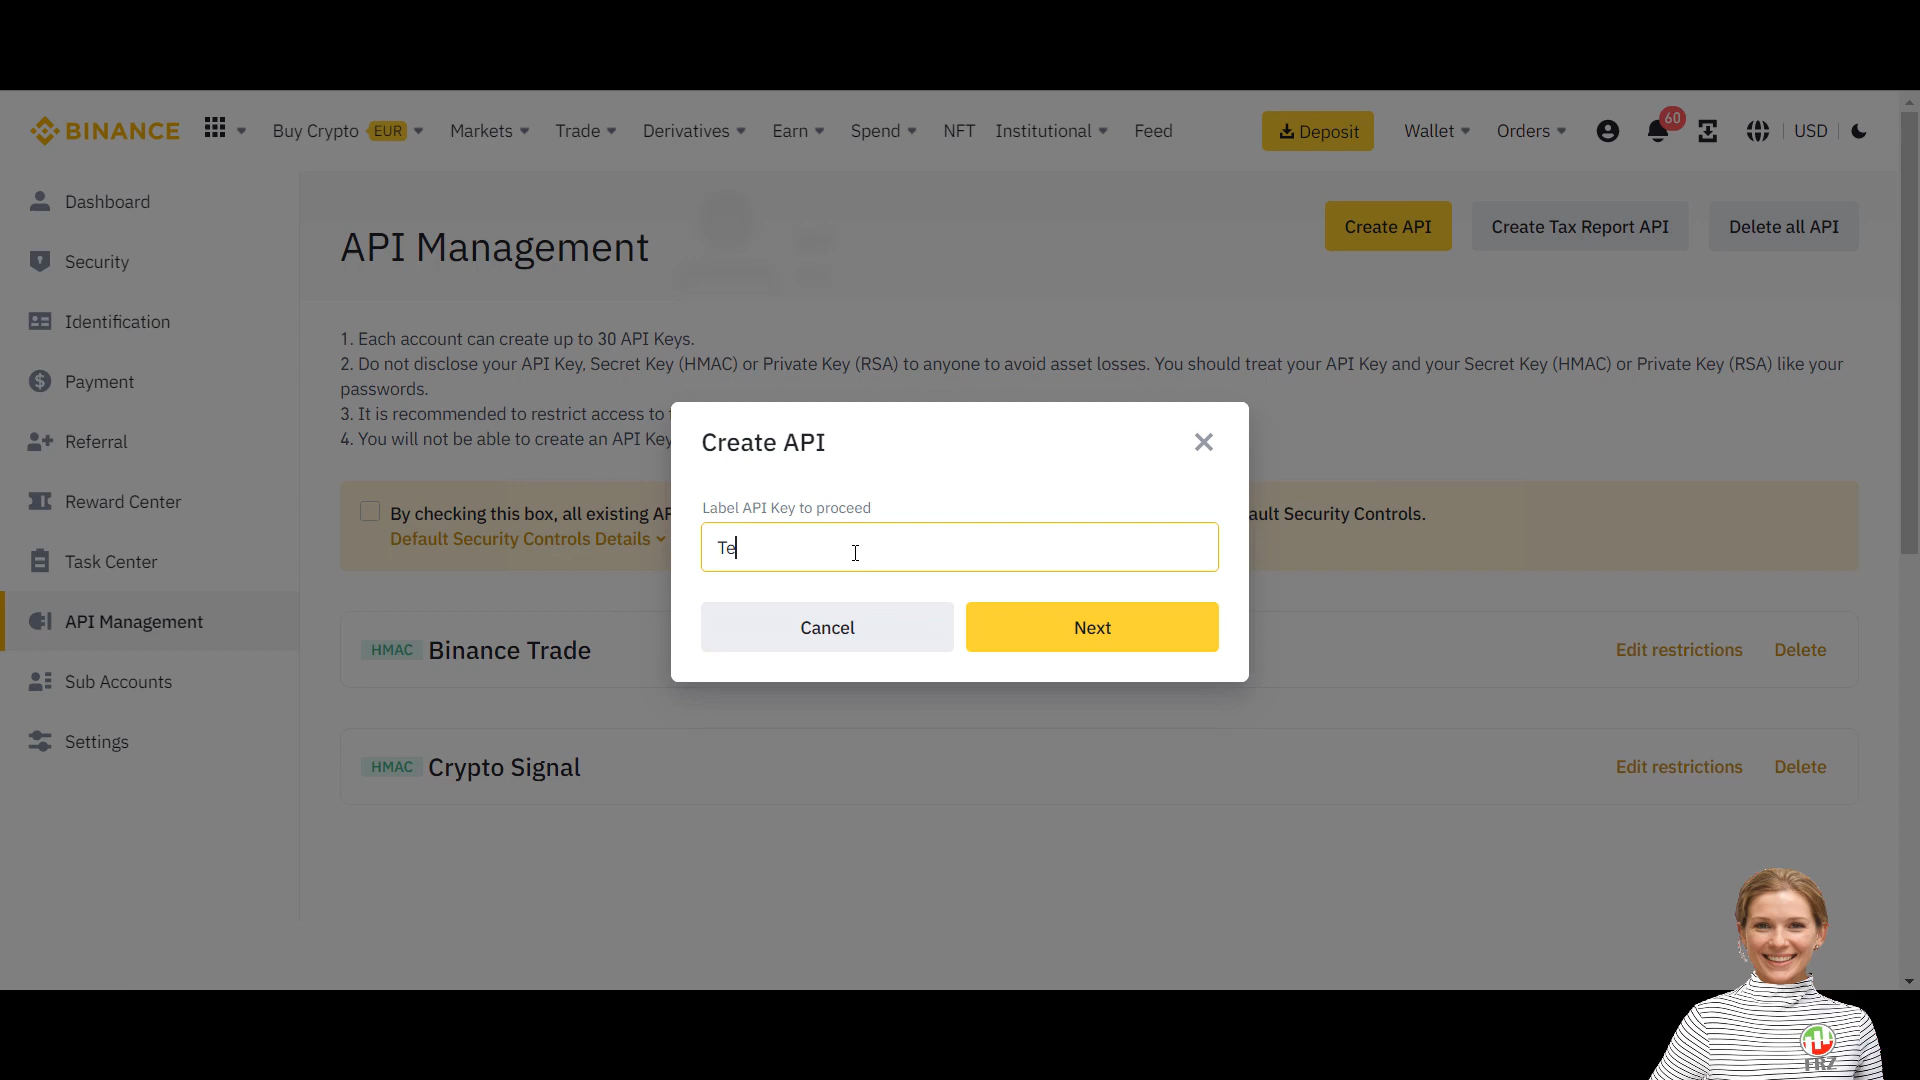 BINANCE
Buy Crypto EUR Markets Trade Derivatives Earn Spend NFT Institutional Feed
Deposit Wallet Orders 60 USD
Dashboard
Security
Identification
Payment
Referral
Reward Center
Task Center
API Management
Sub Accounts
Settings
API Management
Create API
Create Tax Report API
Delete all API
1. Each account can create up to 30 API Keys.
2. Do not disclose your API Key, Secret Key (HMAC) or Private Key (RSA) to anyone to avoid asset losses. You should treat your API Key and your Secret Key (HMAC) or Private Key (RSA) like your
passwords.
3. It is recommended to restrict access to
4. You will not be able to create an API Key
By checking this box, all existing AP
ault Security Controls.
Default Security Controls Details
Create API
Label API Key to proceed
Te
Cancel
Next
HMAC Binance Trade
Edit restrictions Delete
HMAC Crypto Signal
Edit restrictions Delete
FRZ